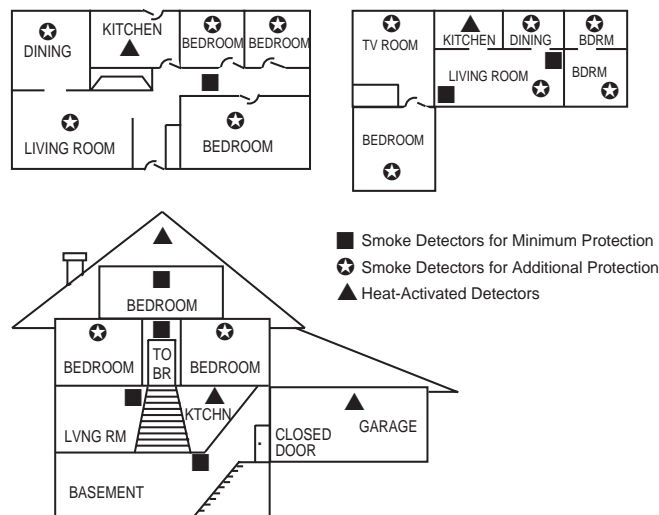 DINING
KITCHEN
BEDROOM
BEDROOM
LIVING ROOM
BEDROOM
TV ROOM
KITCHEN
DINING
BDRM
LIVING ROOM
BDRM
BEDROOM
Smoke Detectors for Minimum Protection
Smoke Detectors for Additional Protection
Heat-Activated Detectors
BEDROOM
BEDROOM
TO
BR
BEDROOM
LVNG RM
KTCHN
CLOSED
DOOR
GARAGE
BASEMENT